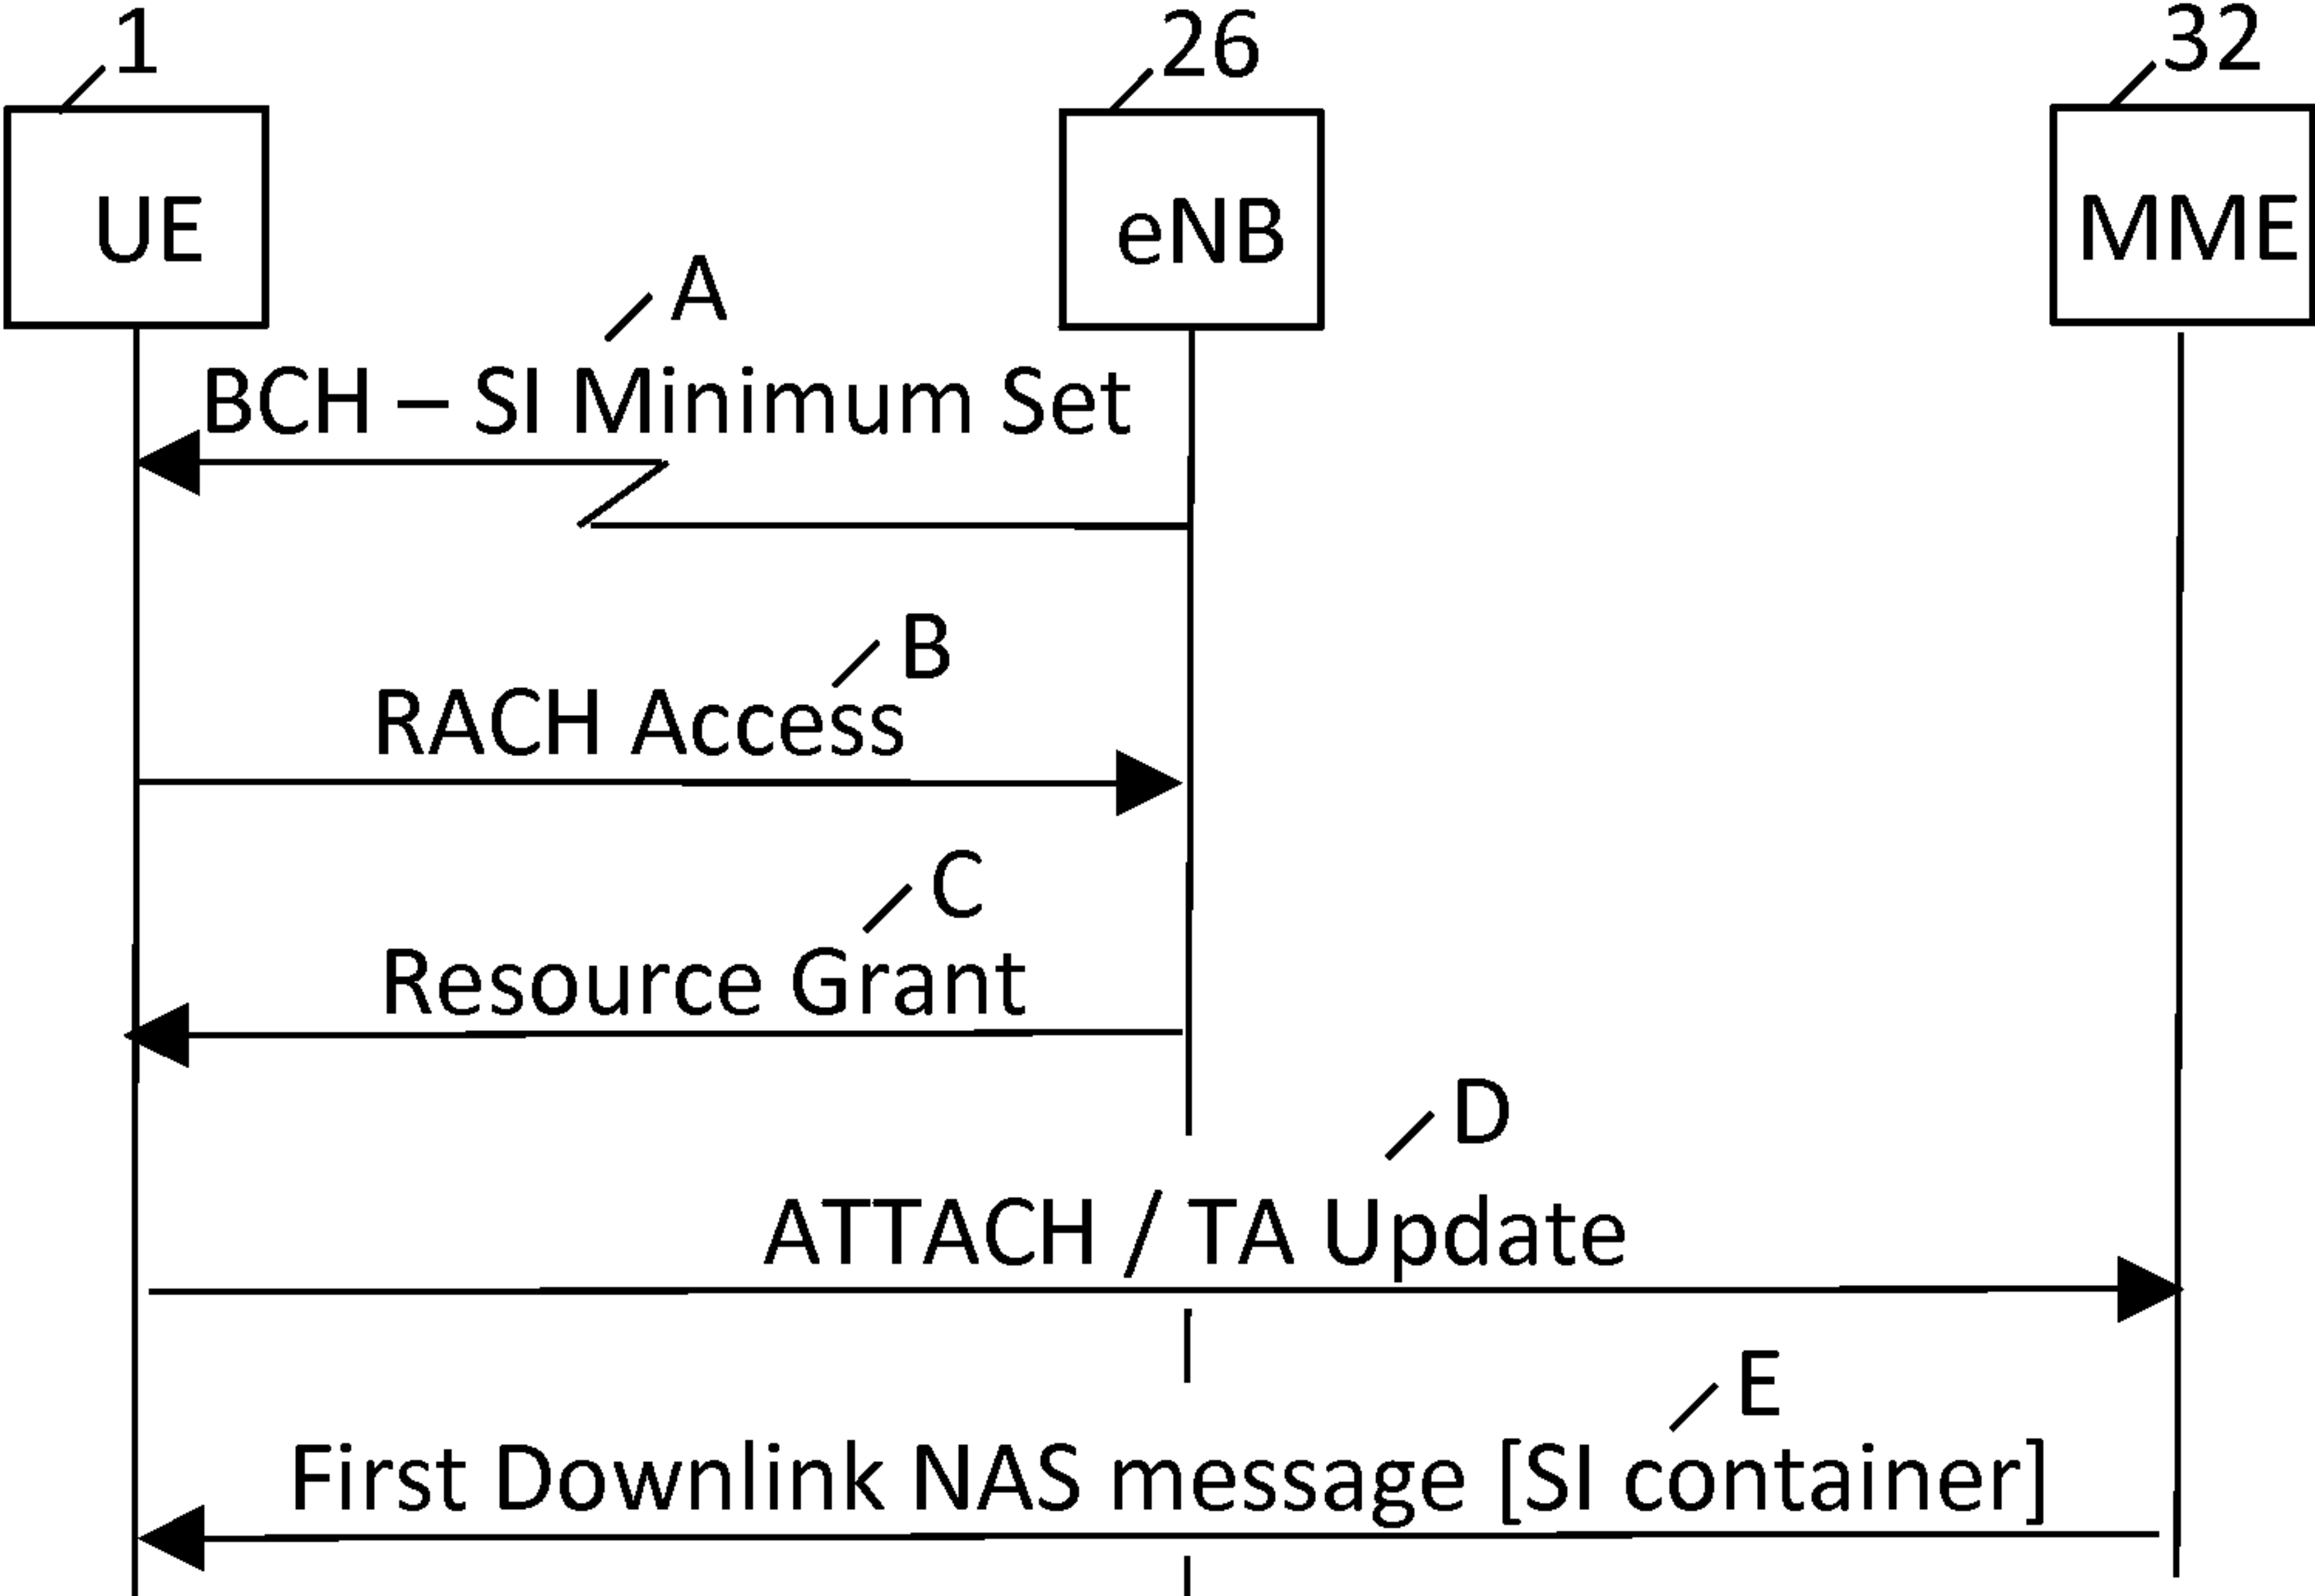 1
26
32
UE
eNB
MME
A
BCH – SI Minimum Set
B
RACH Access
C
Resource Grant
D
ATTACH / TA Update
E
First Downlink NAS message [SI container]